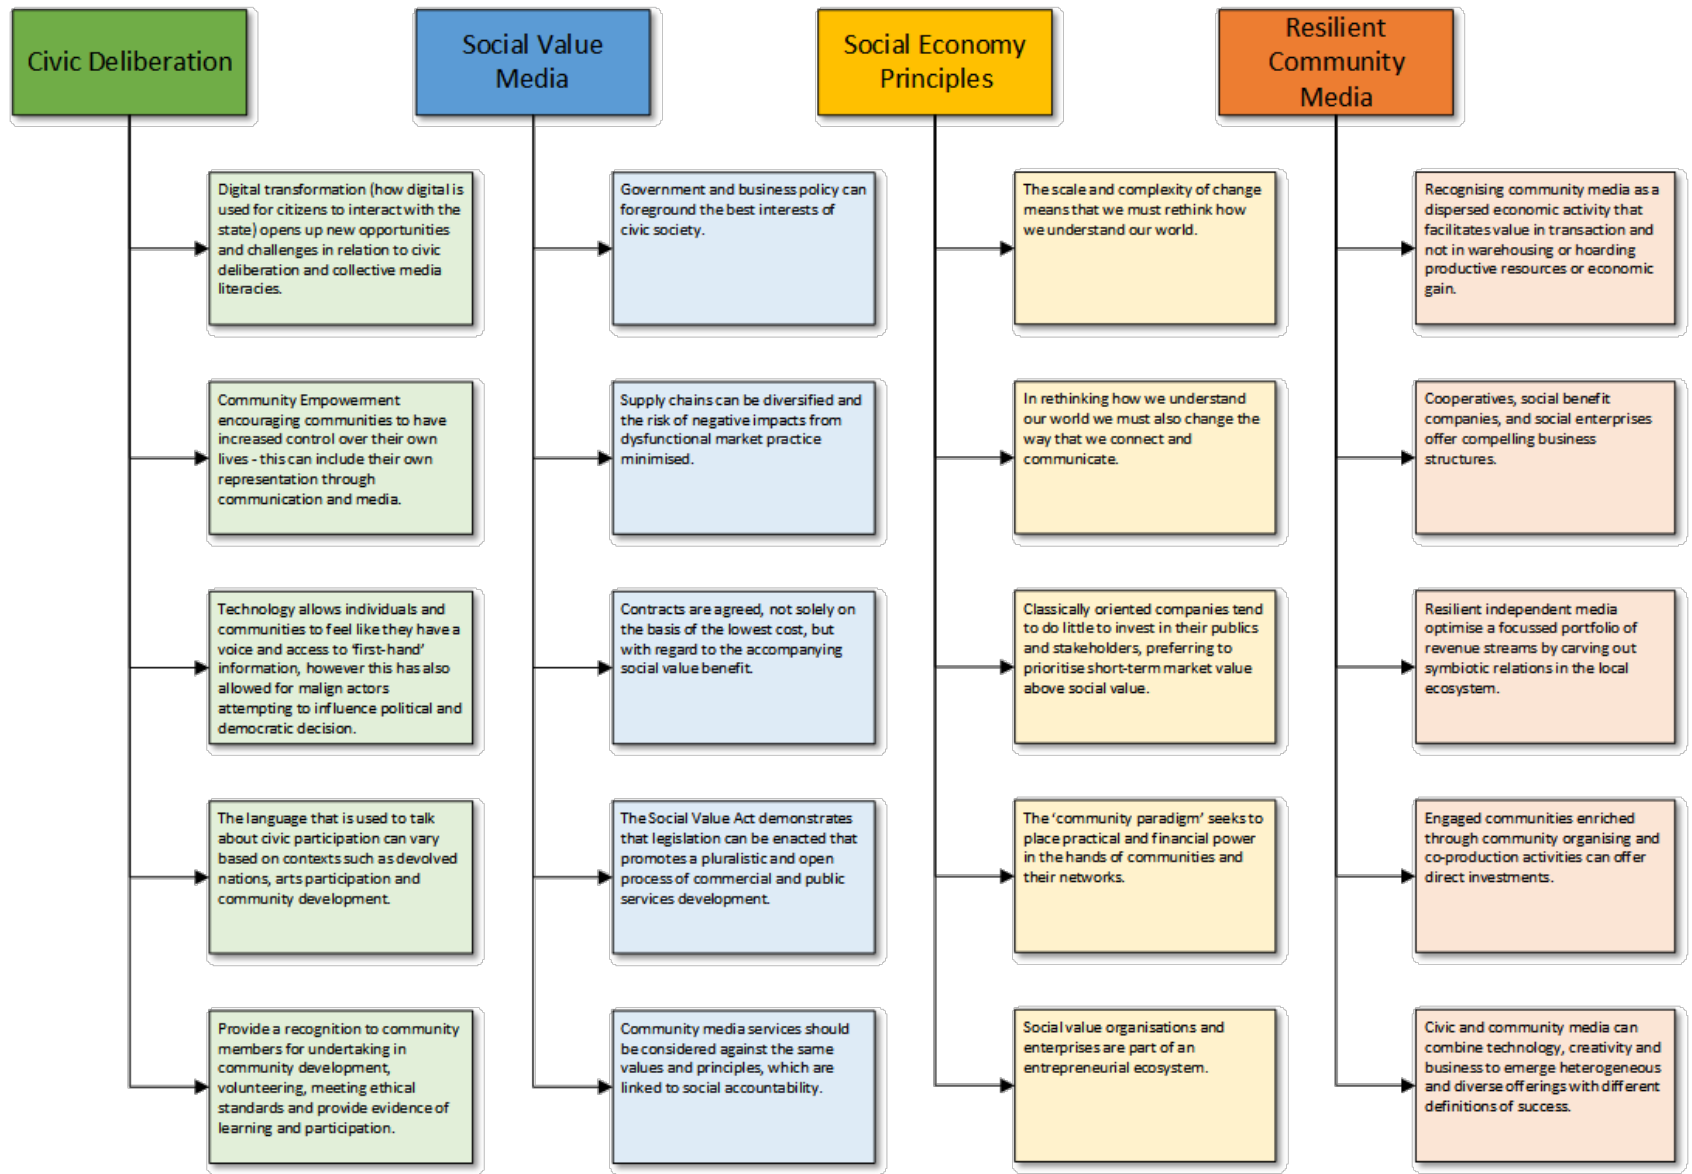 Civic Deliberation
Digital transformation (how digital is
used for citizens to interact with the
state) opens up new opportunities
and challenges in relation to civic
deliberation and collective media
literacies.
Community Empowerment
encouraging communities to have
increased control over their own
lives - this can include their own
representation through
communication and media.
Technology allows individuals and
communities to feel like they have a
voice and access to 'first-hand'
information, however this has also
allowed for malign actors
attempting to influence political and
democratic decision.
The language that is used to talk
about civic participation can vary
based on contexts such as devolved
nations, arts participation and
community development.
Provide a recognition to community
members for undertaking in
community development,
volunteering, meeting ethical
standards and provide evidence of
learning and participation.
Social Value
Media
Government and business policy can
foreground the best interests of
civic society.
Supply chains can be diversified and
the risk of negative impacts from
dysfunctional market practice
minimised.
Contracts are agreed, not solely on
the basis of the lowest cost, but
with regard to the accompanying
social value benefit.
The Social Value Act demonstrates
that legislation can be enacted that
promotes a pluralistic and open
process of commercial and public
services development.
Community media services should
be considered against the same
values and principles, which are
linked to social accountability.
Social Economy
Principles
The scale and complexity of change
means that we must rethink how
we understand our world.
In rethinking how we understand
our world we must also change the
way that we connect and
communicate.
Classically oriented companies tend
to do little to invest in their publics
and stakeholders, preferring to
prioritise short-term market value
above social value.
The 'community paradigm' seeks to
place practical and financial power
in the hands of communities and
their networks.
Social value organisations and
enterprises are part of an
entrepreneurial ecosystem.
Resilient
Community
Media
Recognising community media as a
dispersed economic activity that
facilitates value in transaction and
not in warehousing or hoarding
productive resources or economic
gain.
Cooperatives, social benefit
companies, and social enterprises
offer compelling business
structures.
Resilient independent media
optimise a focussed portfolio of
revenue streams by carving out
symbiotic relations in the local
ecosystem.
Engaged communities enriched
through community organising and
co-production activities can offer
direct investments.
Civic and community media can
combine technology, creativity and
business to emerge heterogeneous
and diverse offerings with different
definitions of success.